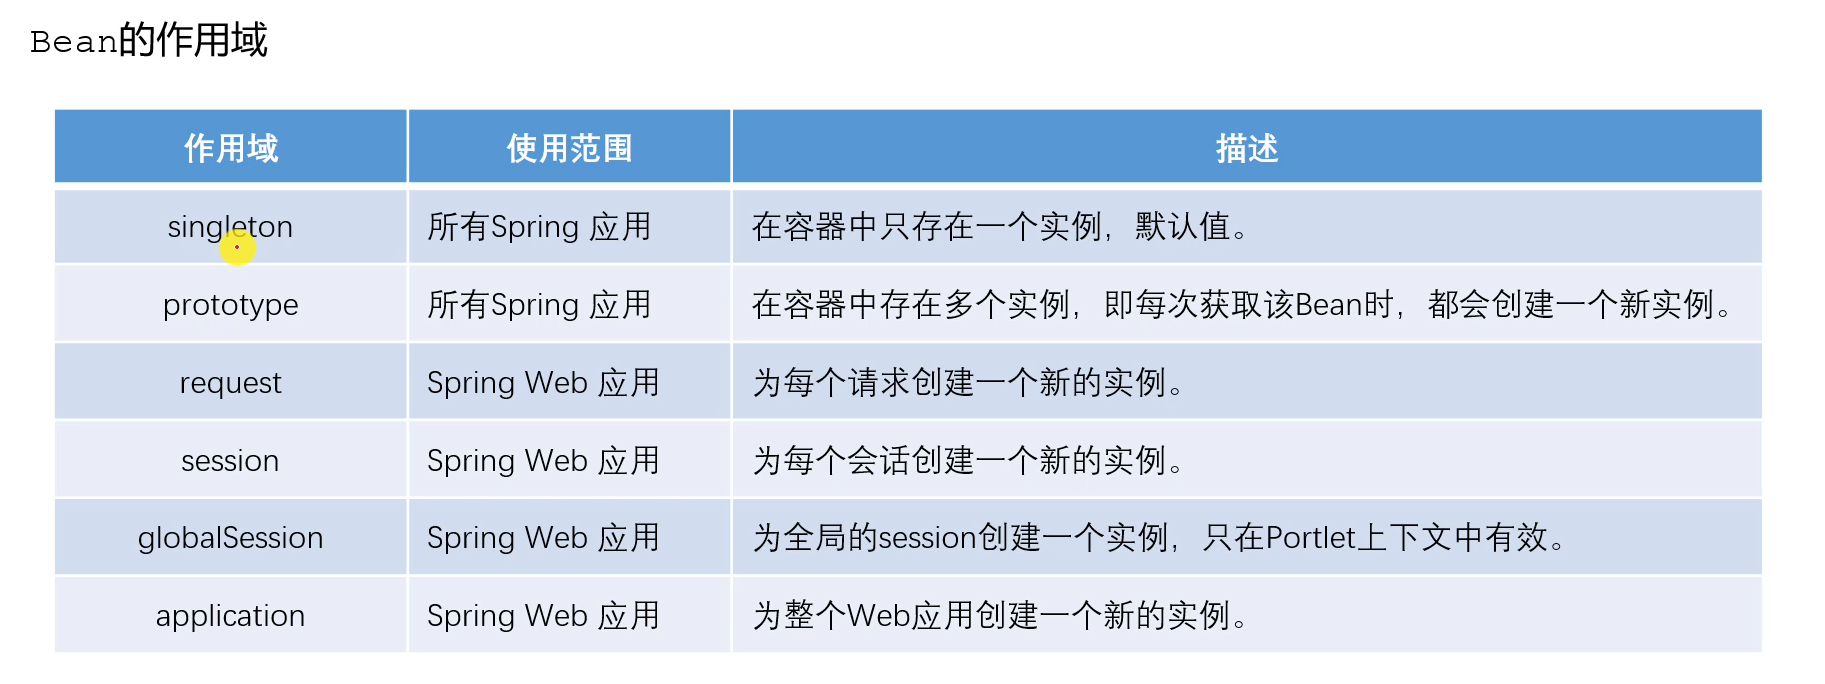 Bean的作用域
作用域 使用范围 描述
singleton 所有Spring 应用 在容器中只存在一个实例，默认值。
prototype 所有Spring 应用 在容器中存在多个实例，即每次获取该Bean时，都会创建一个新实例。
request Spring Web 应用 为每个请求创建一个新的实例。
session Spring Web 应用 为每个会话创建一个新的实例。
globalSession Spring Web 应用 为全局的session创建一个实例，只在Portlet上下文中有效。
application Spring Web 应用 为整个Web应用创建一个新的实例。